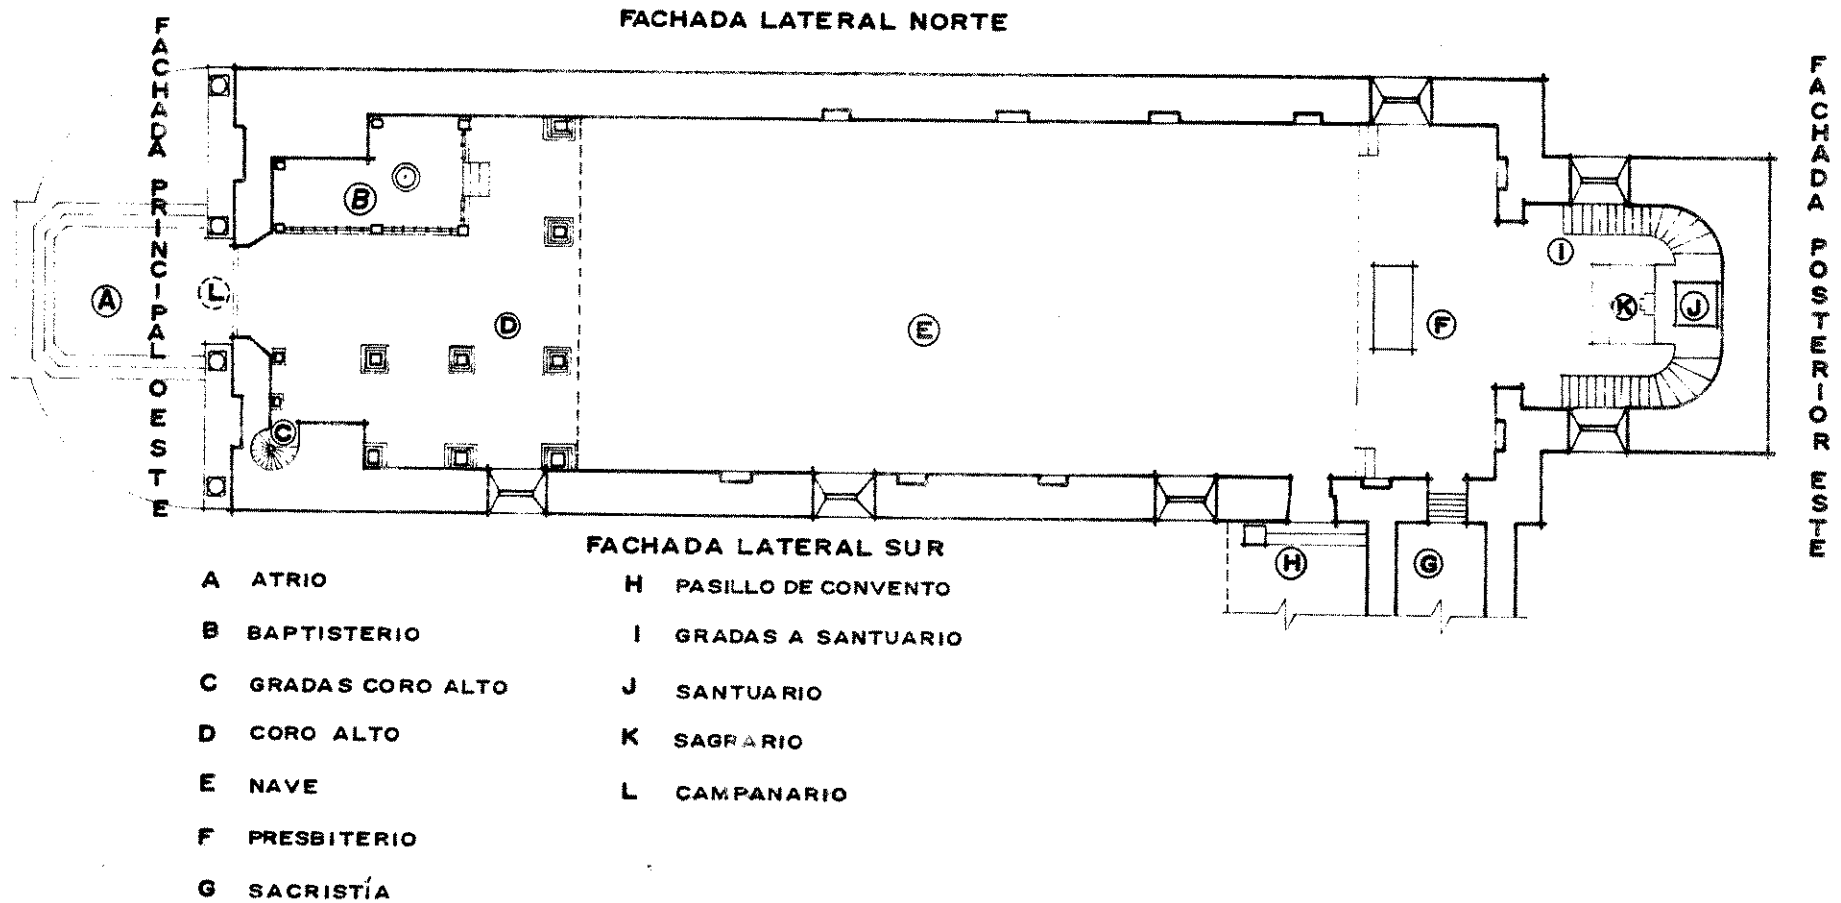 FACHADA LATERAL NORTE
FACHADA PRINCIPAL OESTE
FACHADA POSTERIOR ESTE
B
I
A
L
D
E
F
K
J
C
H
G
FACHADA LATERAL SUR
A ATRIO
B BAPTISTERIO
C GRADAS CORO ALTO
D CORO ALTO
E NAVE
F PRESBITERIO
G SACRISTÍA
H PASILLO DE CONVENTO
I GRADAS A SANTUARIO
J SANTUARIO
K SAGRARIO
L CAMPANARIO